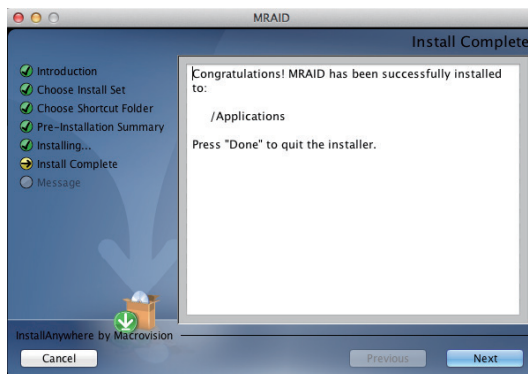 MRAID
Install Complete
Introduction
Choose Install Set
Choose Shortcut Folder
Pre-Installation Summary
Installing...
Install Complete
Message
Congratulations! MRAID has been successfully installed
to:
/Applications
Press "Done" to quit the installer.
InstallAnywhere by Macrovision
Cancel
Previous
Next